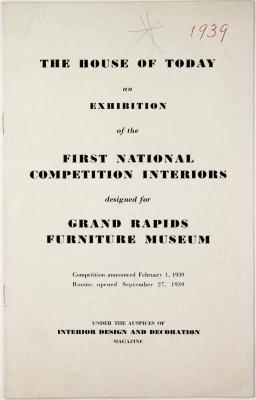 1939
THE HOUSE OF TODAY
an
EXHIBITION
of the
FIRST NATIONAL
COMPETITION INTERIORS
designed for
GRAND RAPIDS
FURNITURE MUSEUM
Competition announced February 1, 1939
Rooms opened September 27, 1939
UNDER THE AUSPICES OF
INTERIOR DESIGN AND DECORATION
MAGAZINE